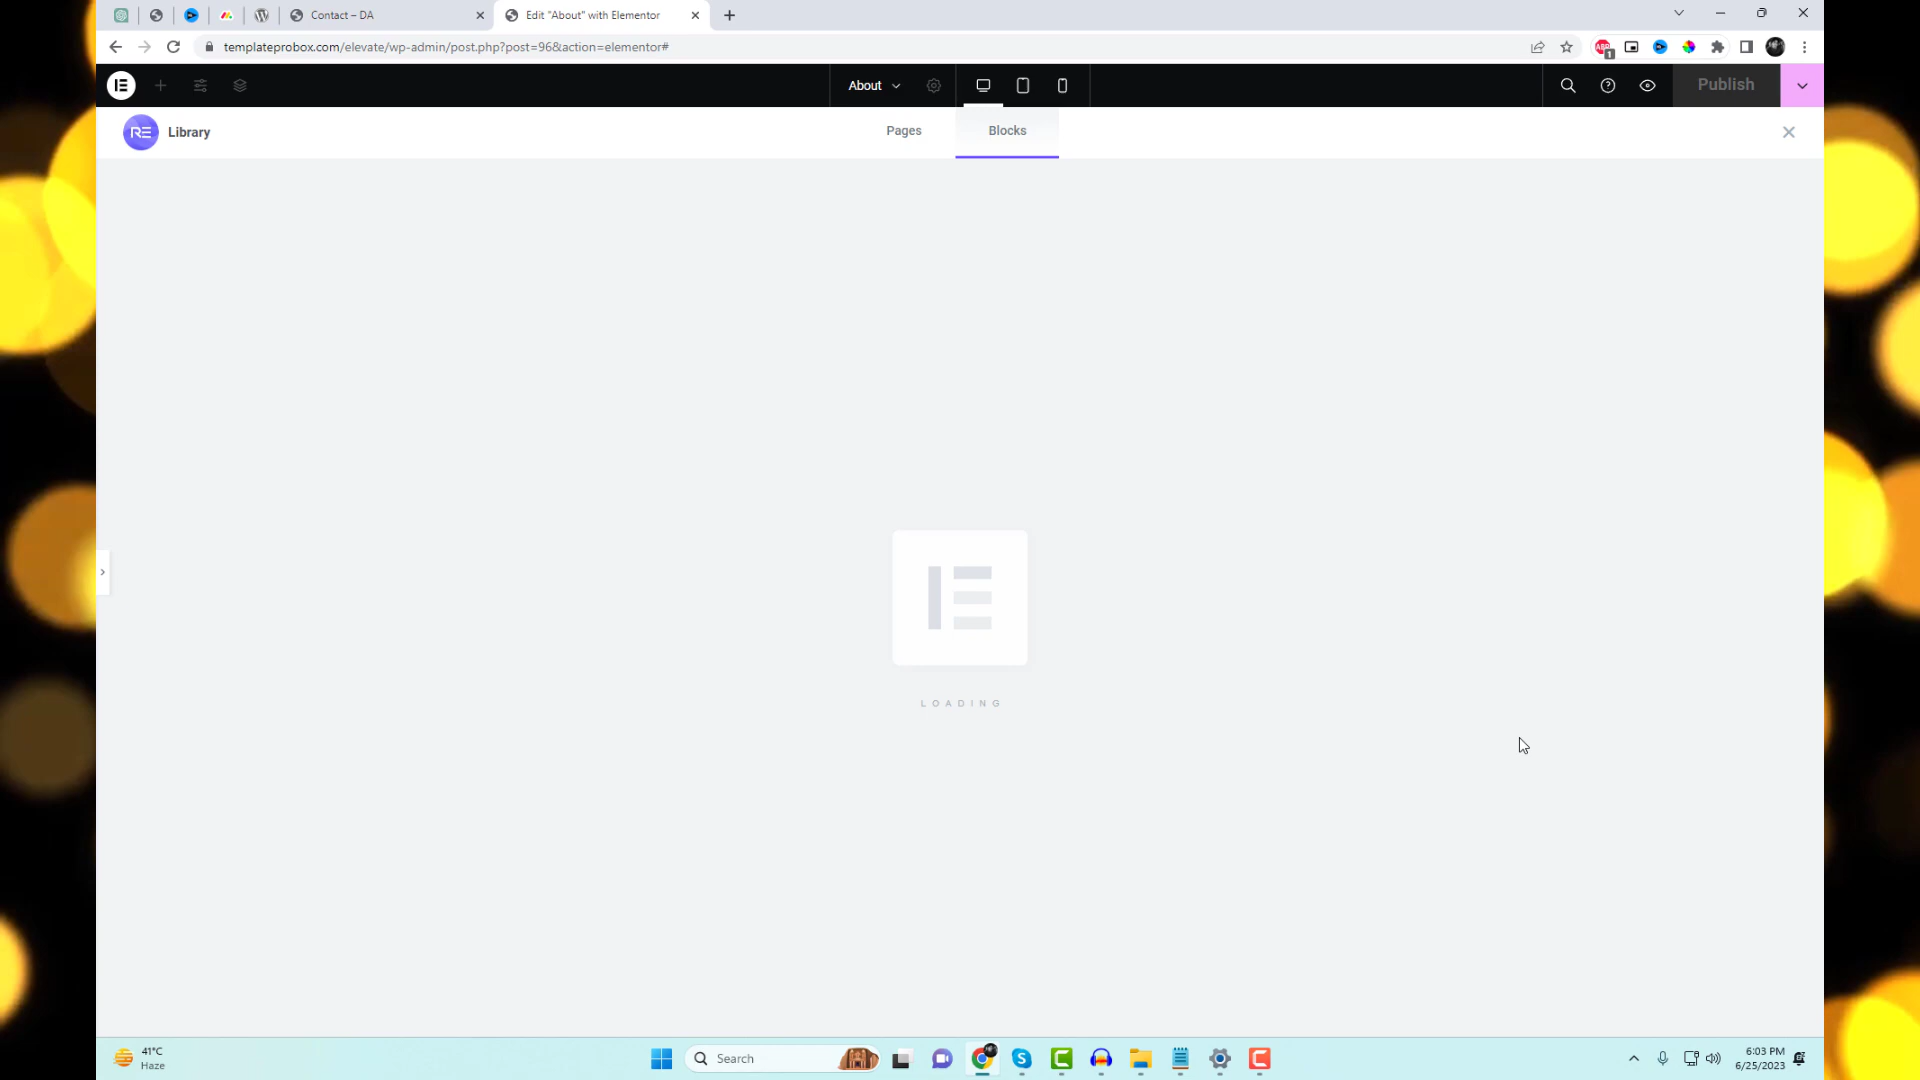 Contact – DA
Edit "About" with Elementor
templateprobox.com/elevate/wp-admin/post.php?post=96&action=elementor#
About
Publish
RE Library
Pages
Blocks
LOADING
41°C
Haze
Search
6:03 PM
6/25/2023